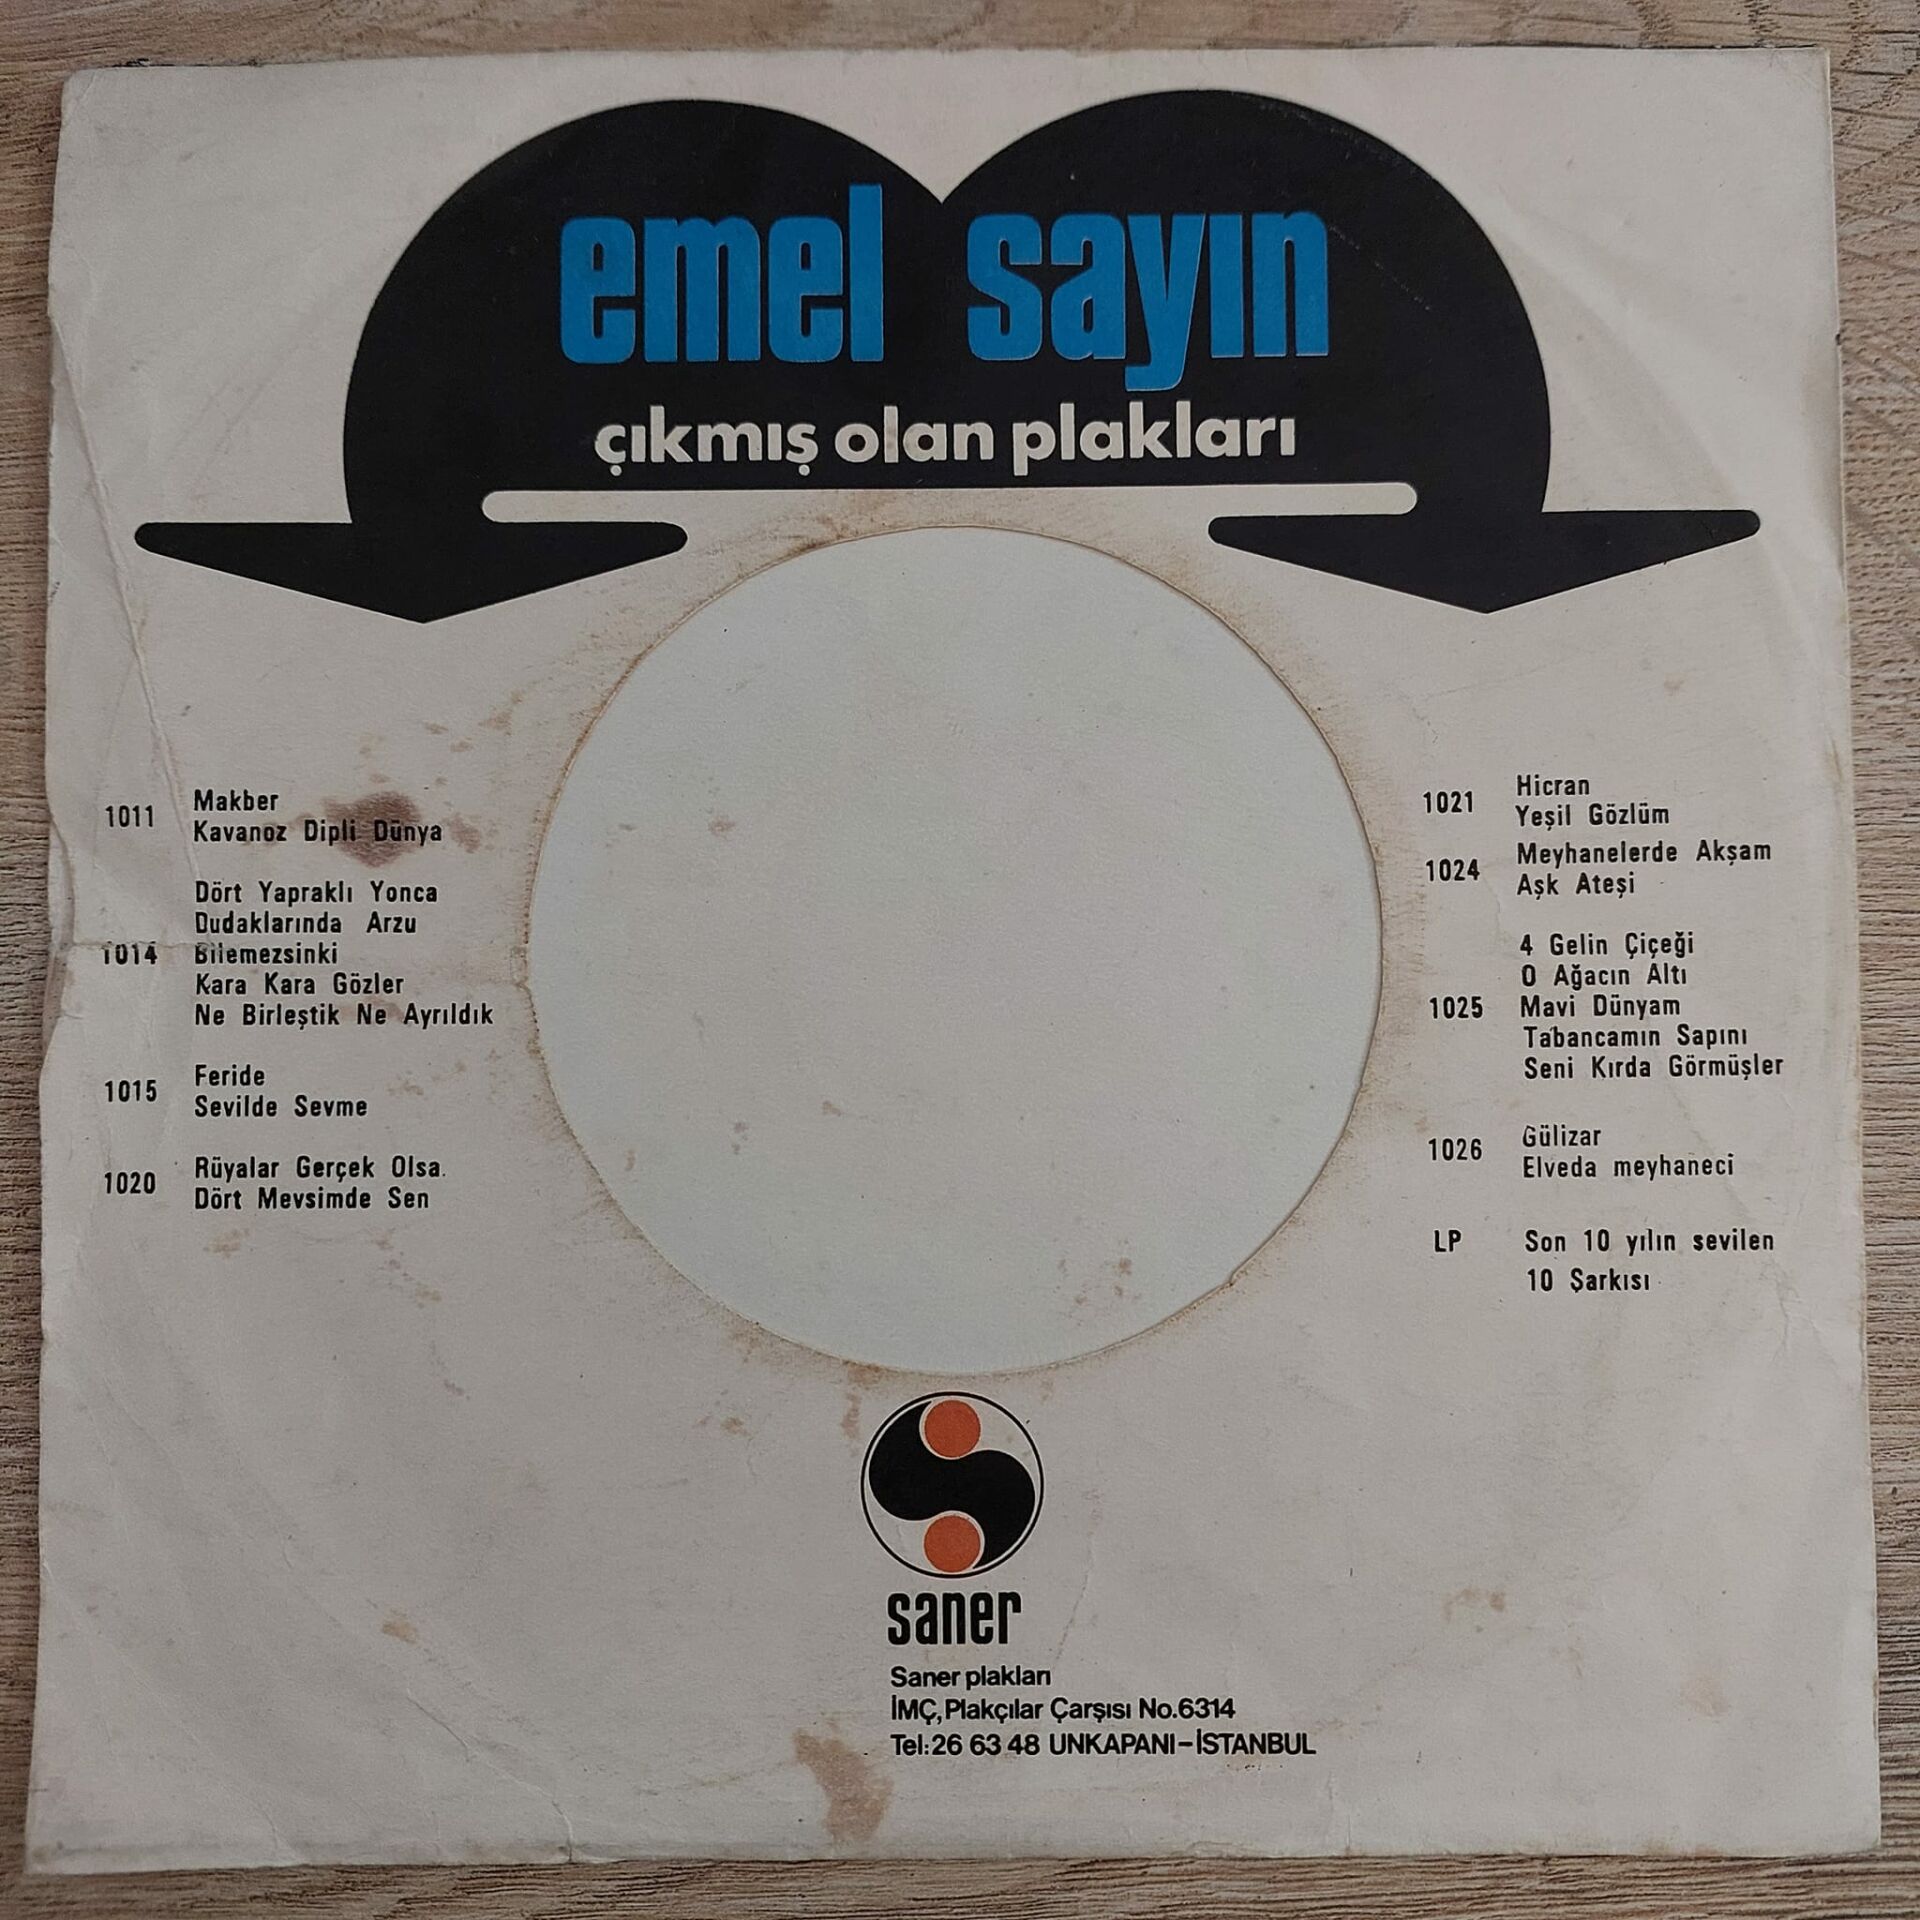 emel sayın
çıkmış olan plakları
1011
Makber
Kavanoz Dipli Dünya
Dört Yapraklı Yonca
Dudaklarında Arzu
1014 Bilemezsinki
Kara Kara Gözler
Ne Birleştik Ne Ayrıldık
1015
Feride
Sevilde Sevme
1020
Rüyalar Gerçek Olsa.
Dört Mevsimde Sen
1021
Hicran
Yeşil Gözlüm
1024
Meyhanelerde Akşam
Aşk Ateşi
4 Gelin Çiçeği
O Ağacın Altı
1025 Mavi Dünyam
Tabancamın Sapını
Seni Kırda Görmüşler
1026
Gülizar
Elveda meyhaneci
LP Son 10 yılın sevilen
10 Şarkısı
saner
Saner plakları
İMÇ, Plakçılar Çarşısı No.6314
Tel:26 63 48 UNKAPANI-İSTANBUL